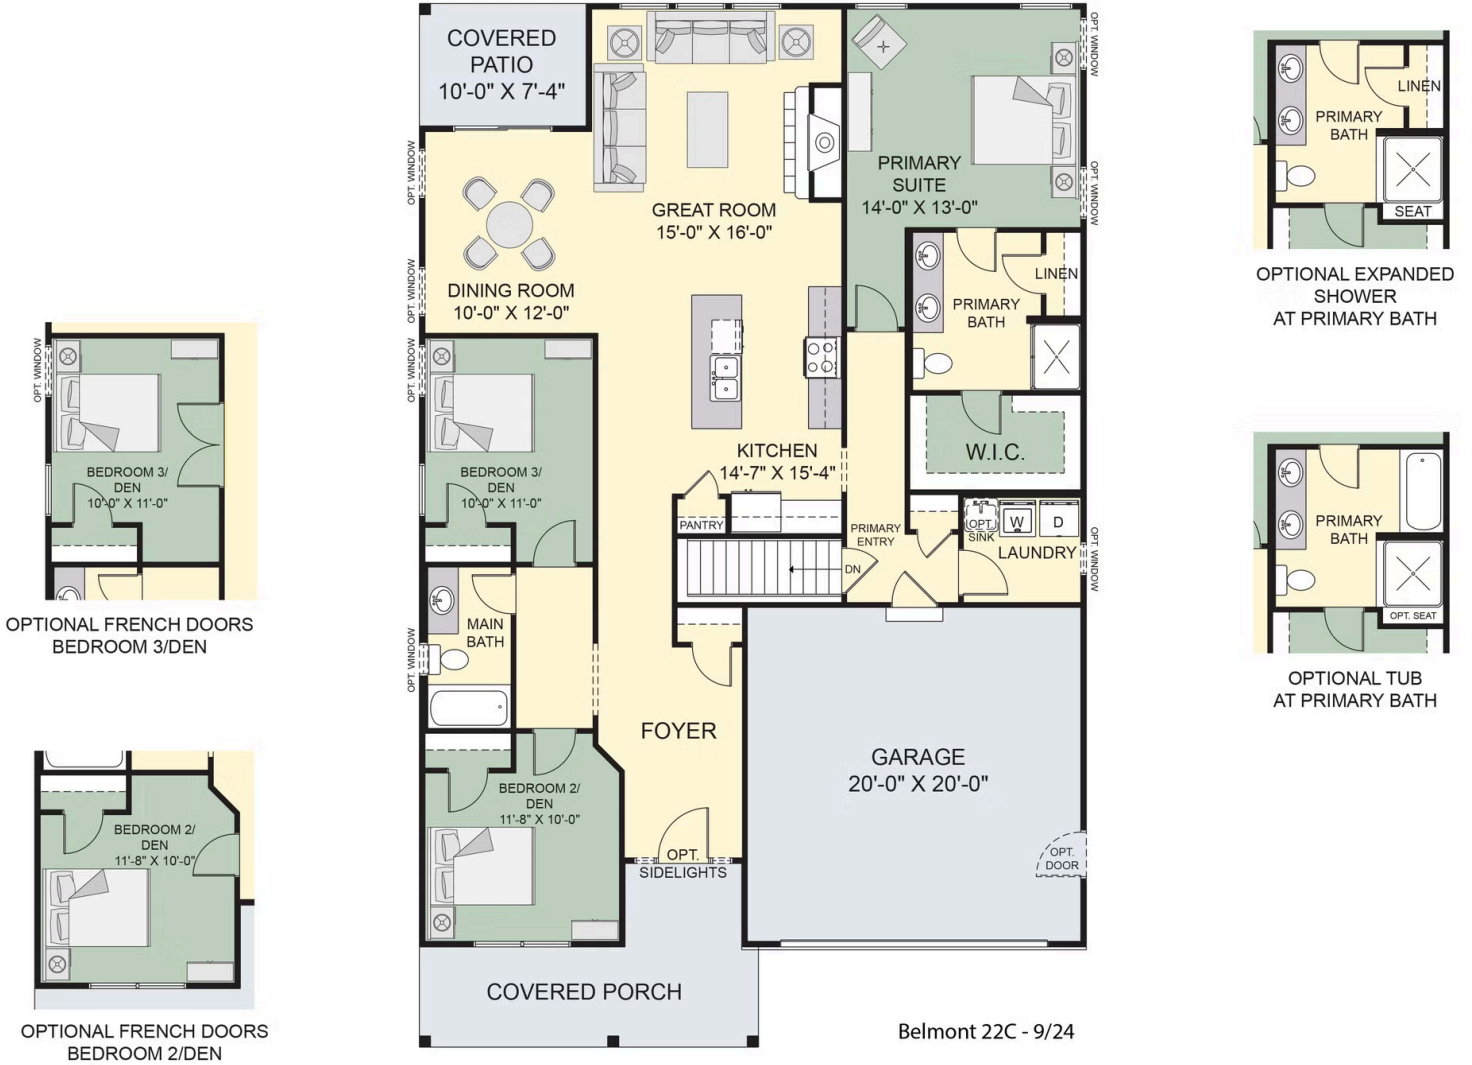 COVERED
PATIO
10'-0" X 7'-4"
OPT. WINDOW
OPT. WINDOW
GREAT ROOM
15'-0" X 16'-0"
DINING ROOM
10'-0" X 12'-0"
PRIMARY
SUITE
14'-0" X 13'-0"
OPT. WINDOW
OPT. WINDOW
PRIMARY
BATH
LINEN
W.I.C.
KITCHEN
14'-7" X 15'-4"
PANTRY
PRIMARY
ENTRY
DN
OPT.
SINK
W
D
LAUNDRY
OPT. WINDOW
OPT. WINDOW
BEDROOM 3/
DEN
10'-0" X 11'-0"
MAIN
BATH
OPT. WINDOW
FOYER
BEDROOM 2/
DEN
11'-8" X 10'-0"
OPT.
SIDELIGHTS
GARAGE
20'-0" X 20'-0"
OPT.
DOOR
COVERED PORCH
Belmont 22C - 9/24
OPT. WINDOW
BEDROOM 3/
DEN
10'-0" X 11'-0"
OPTIONAL FRENCH DOORS
BEDROOM 3/DEN
BEDROOM 2/
DEN
11'-8" X 10'-0"
OPTIONAL FRENCH DOORS
BEDROOM 2/DEN
LINEN
PRIMARY
BATH
SEAT
OPTIONAL EXPANDED
SHOWER
AT PRIMARY BATH
PRIMARY
BATH
OPT. SEAT
OPTIONAL TUB
AT PRIMARY BATH